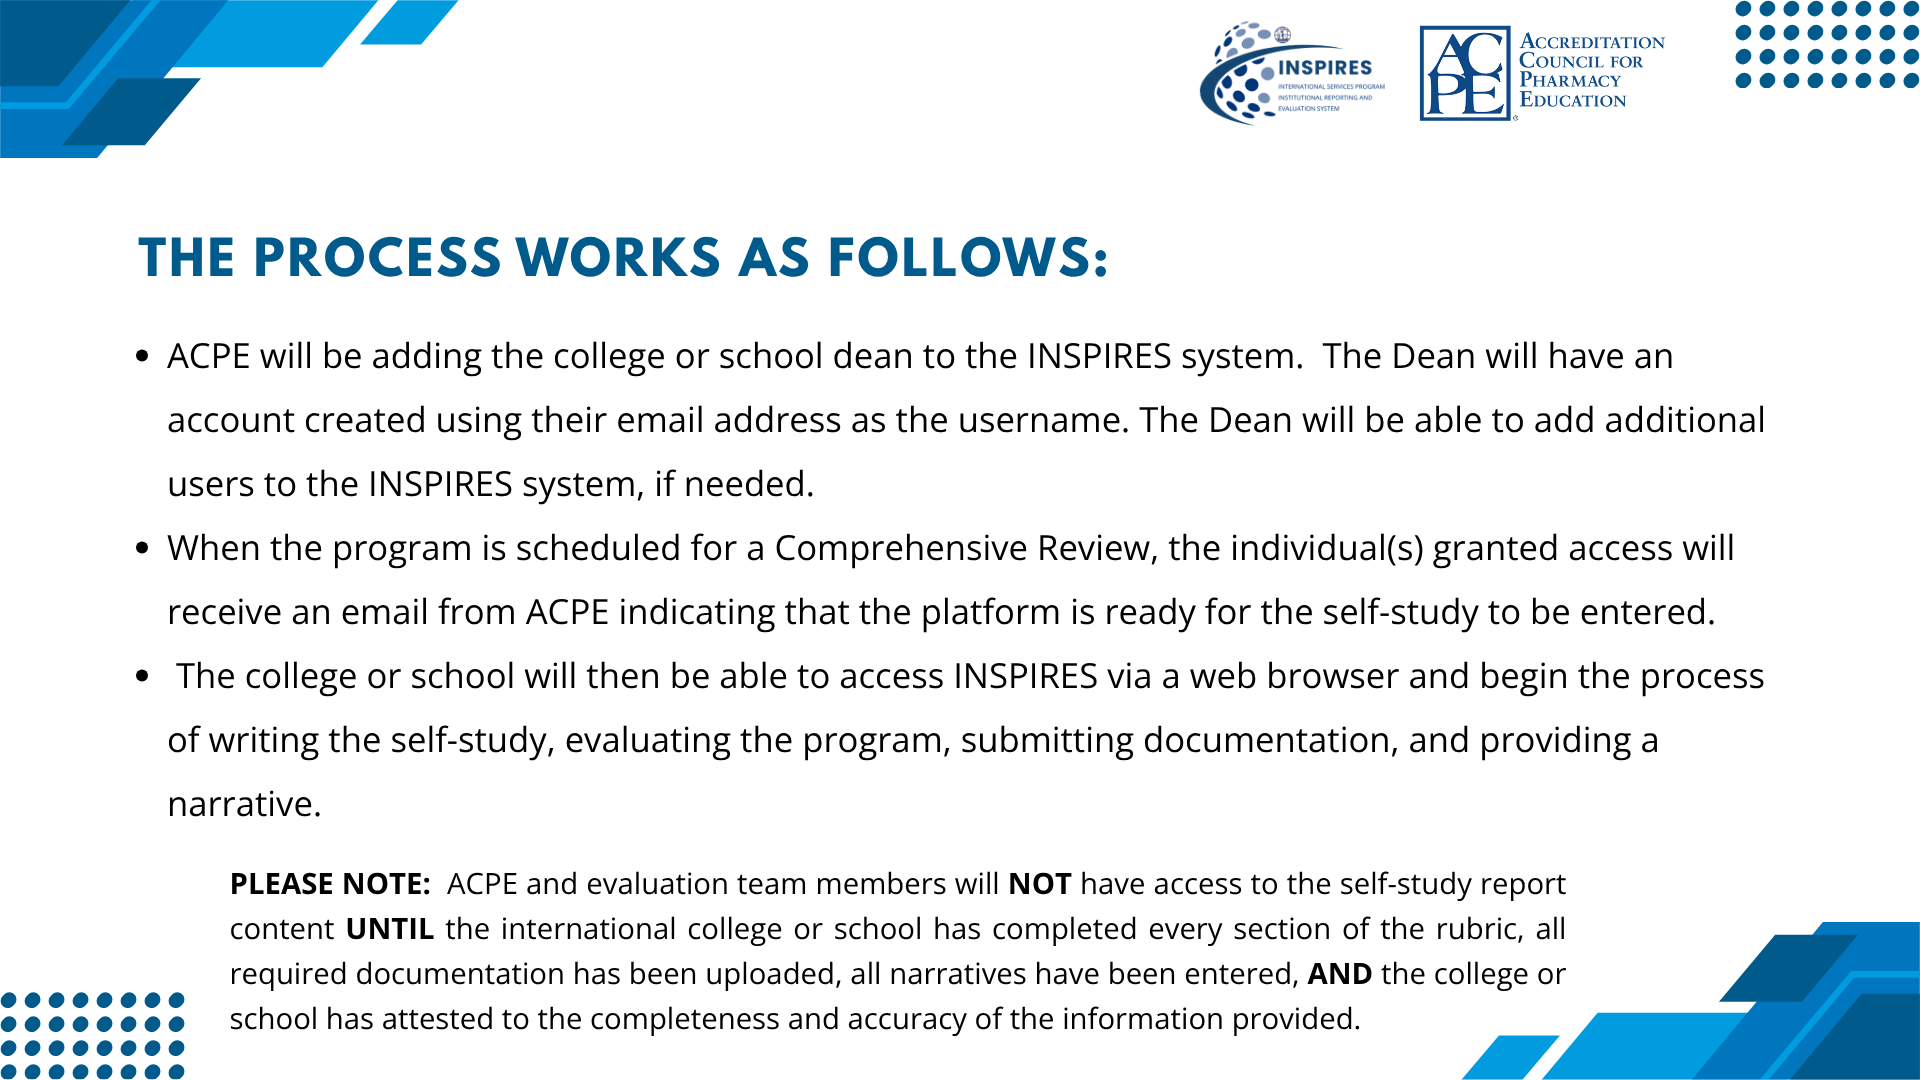 INSPIRES
INTERNATIONAL SERVICES PROGRAM
INSTITUTIONAL REPORTING AND
EVALUATION SYSTEM
AC
PE
ACCREDITATION
COUNCIL FOR
PHARMACY
EDUCATION
THE PROCESS WORKS AS FOLLOWS:
• ACPE will be adding the college or school dean to the INSPIRES system.  The Dean will have an
account created using their email address as the username. The Dean will be able to add additional
users to the INSPIRES system, if needed.
• When the program is scheduled for a Comprehensive Review, the individual(s) granted access will
receive an email from ACPE indicating that the platform is ready for the self-study to be entered.
• The college or school will then be able to access INSPIRES via a web browser and begin the process
of writing the self-study, evaluating the program, submitting documentation, and providing a
narrative.
PLEASE NOTE:  ACPE and evaluation team members will NOT have access to the self-study report
content UNTIL the international college or school has completed every section of the rubric, all
required documentation has been uploaded, all narratives have been entered, AND the college or
school has attested to the completeness and accuracy of the information provided.